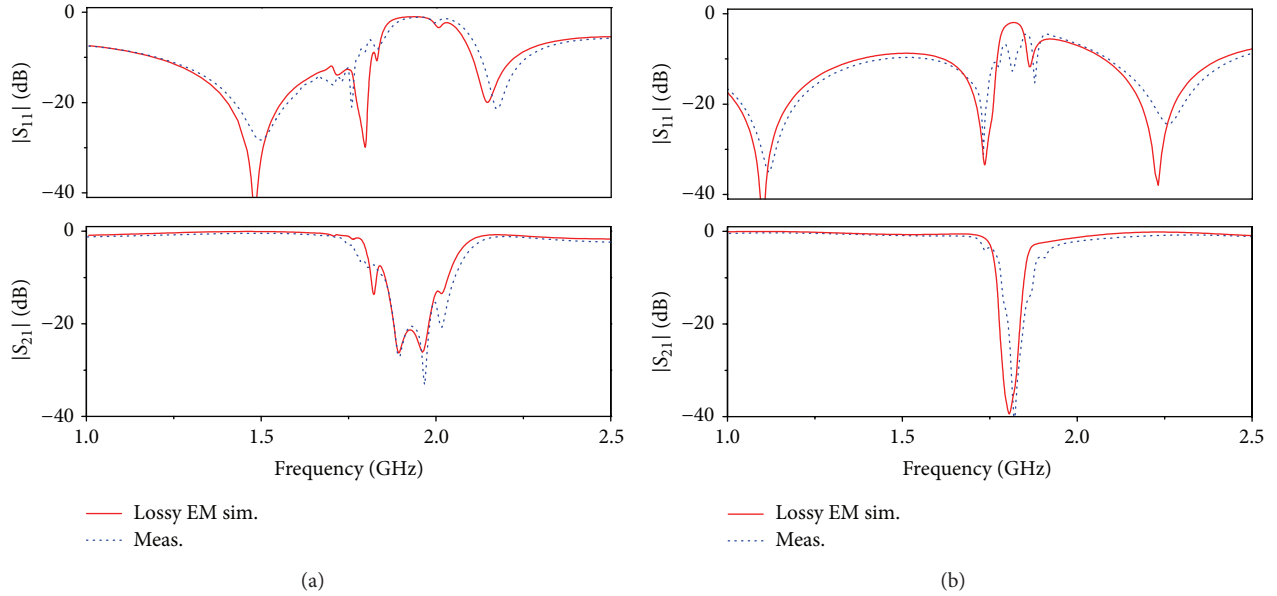 0
−20
−40
|S11| (dB)
0
−20
−40
|S21| (dB)
1.0 1.5 2.0 2.5
Frequency (GHz)
Lossy EM sim.
Meas.
(a)
0
−20
−40
|S11| (dB)
0
−20
−40
|S21| (dB)
1.0 1.5 2.0 2.5
Frequency (GHz)
Lossy EM sim.
Meas.
(b)